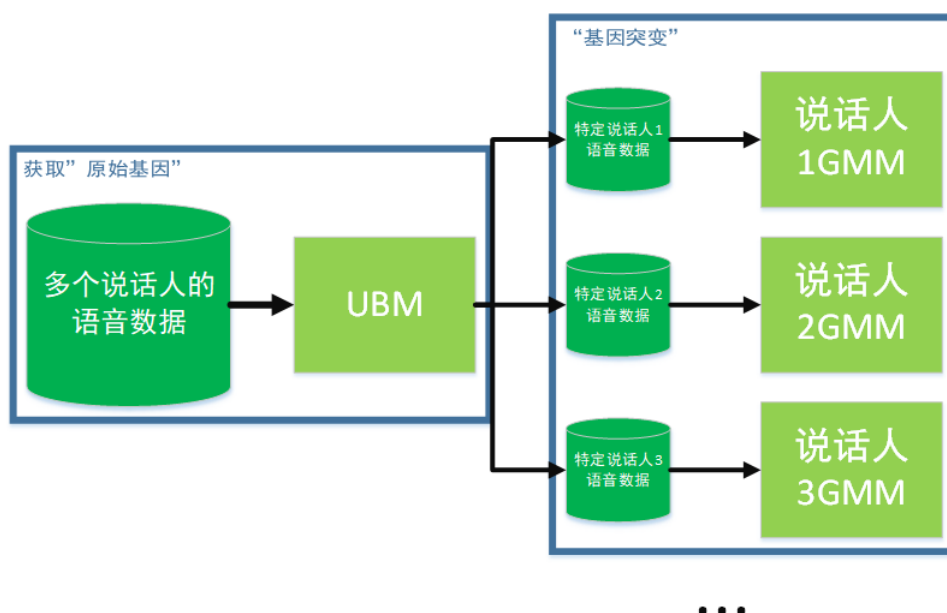 “基因突变”
特定说话人1
语音数据
说话人
1GMM
获取”原始基因”
多个说话人的
语音数据
UBM
特定说话人2
语音数据
说话人
2GMM
特定说话人3
语音数据
说话人
3GMM
...